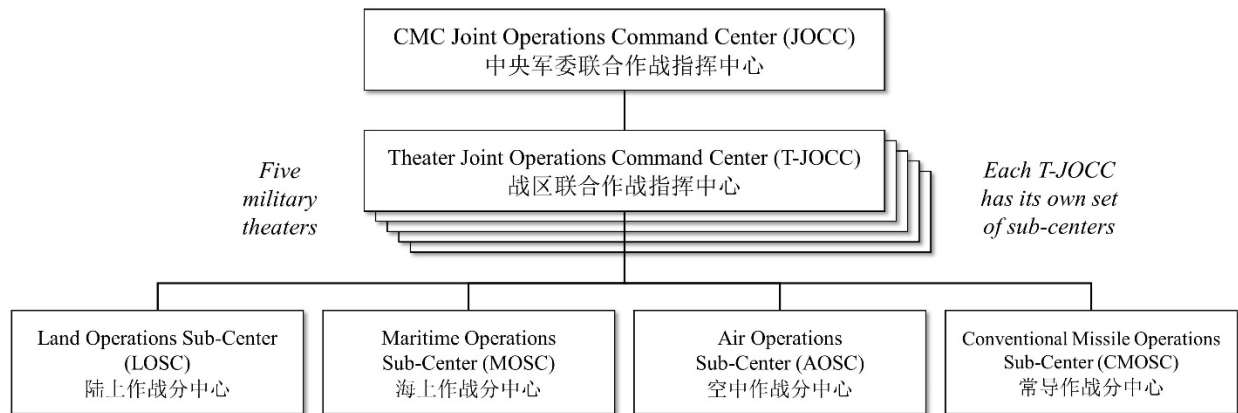 CMC Joint Operations Command Center (JOCC)
中央军委联合作战指挥中心
Five
military
theaters
Theater Joint Operations Command Center (T-JOCC)
战区联合作战指挥中心
Each T-JOCC
has its own set
of sub-centers
Land Operations Sub-Center
(LOSC)
陆上作战分中心
Maritime Operations
Sub-Center (MOSC)
海上作战分中心
Air Operations
Sub-Center (AOSC)
空中作战分中心
Conventional Missile Operations
Sub-Center (CMOSC)
常导作战分中心